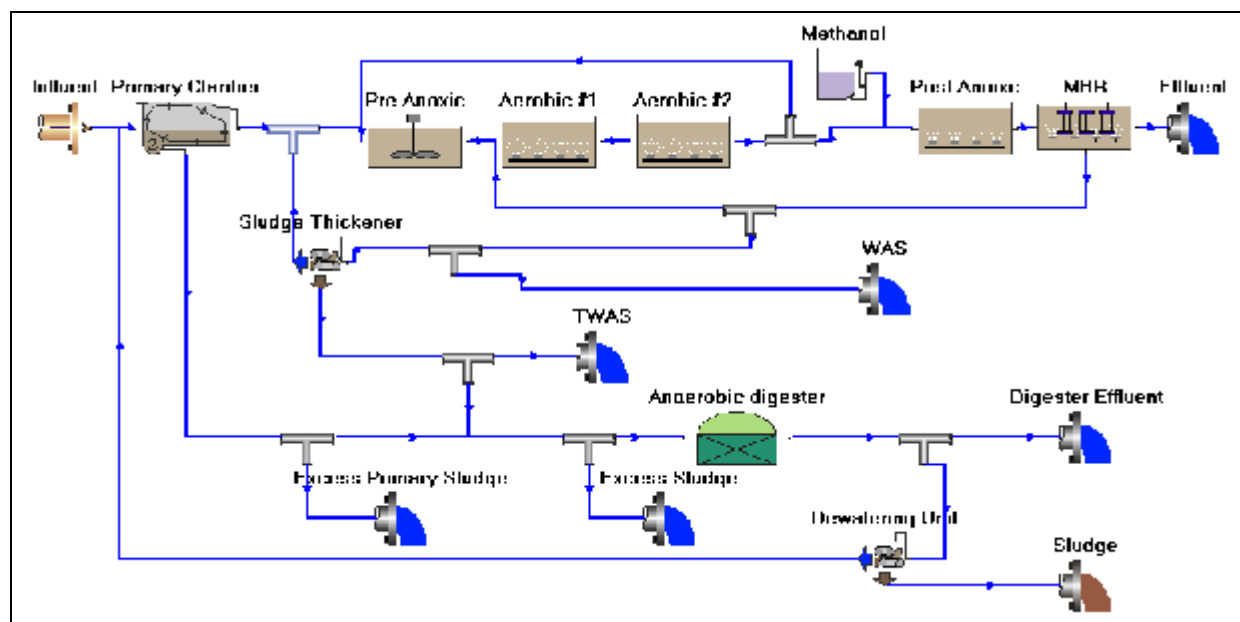 Methanol
Influent
Primary Clarifier
Pre Anoxic
Aerobic #1
Aerobic #2
Post Anoxic
MBR
Effluent
Sludge Thickener
WAS
TWAS
Anaerobic digester
Digester Effluent
Excess Primary Sludge
Excess Sludge
Dewatering Unit
Sludge